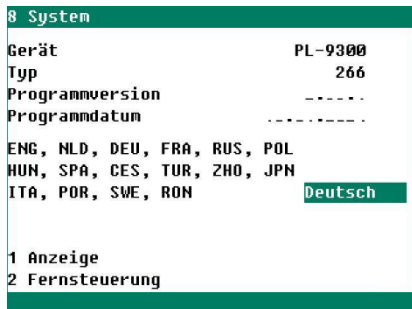 8 System
Gerät PL-9300
Typ 266
Programmversion
Programmdatum
ENG, NLD, DEU, FRA, RUS, POL
HUN, SPA, CES, TUR, ZHO, JPN
ITA, POR, SWE, RON Deutsch
1 Anzeige
2 Fernsteuerung